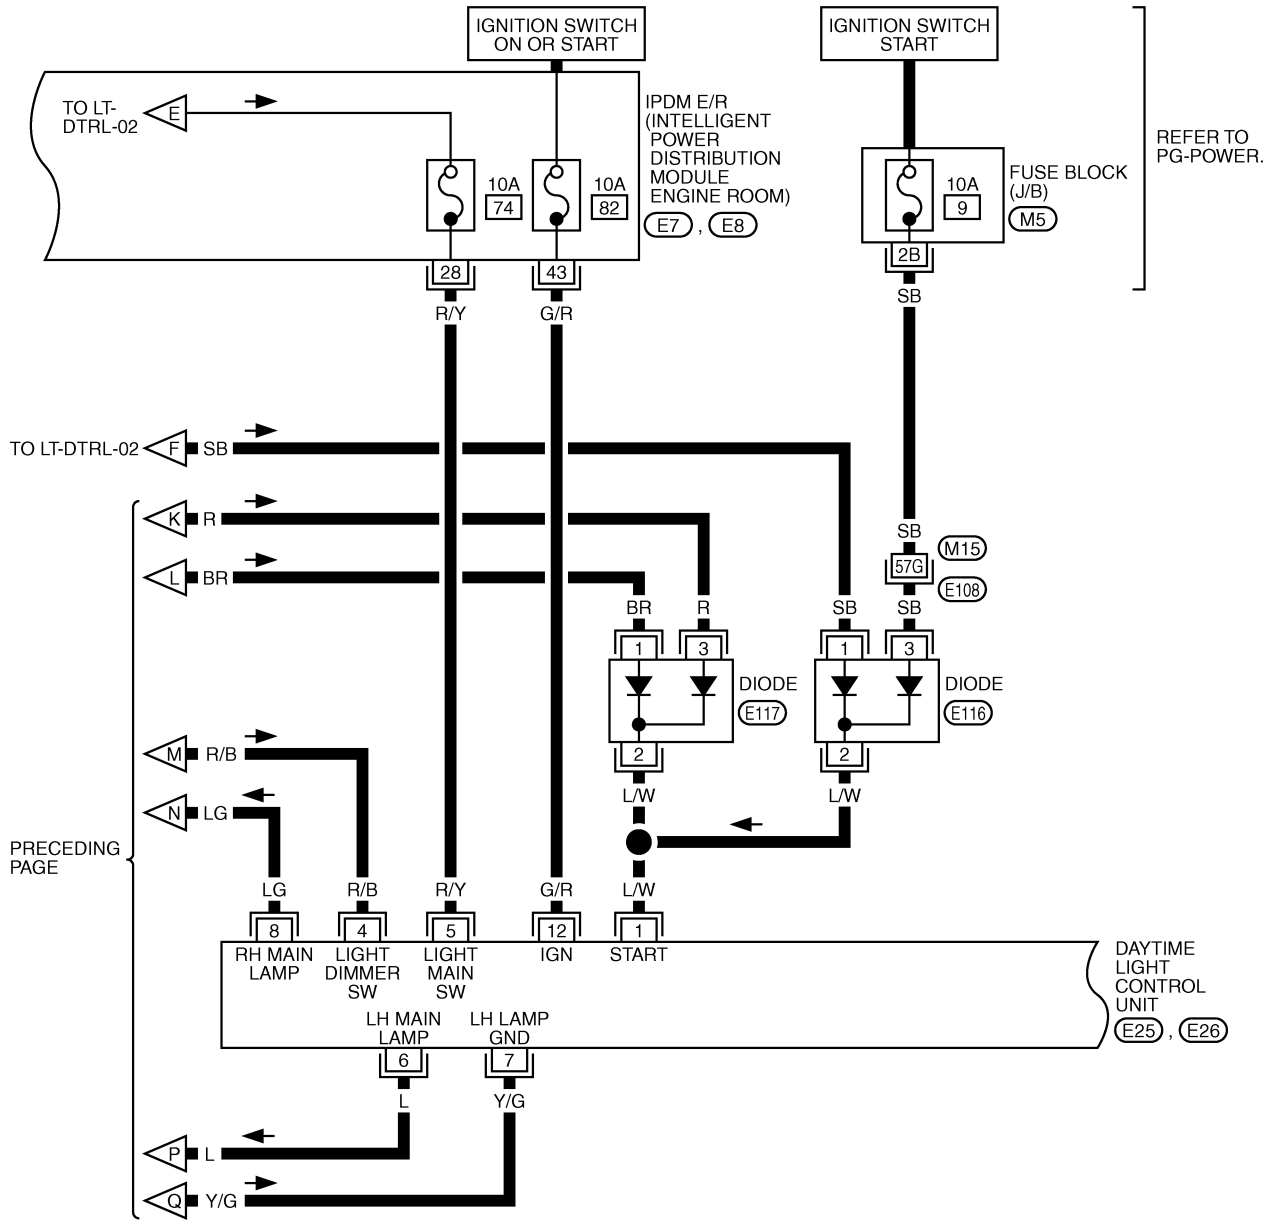 IGNITION SWITCH
ON OR START
IGNITION SWITCH
START
TO LT-
DTRL-02
E
IPDM E/R
(INTELLIGENT
POWER
DISTRIBUTION
MODULE
ENGINE ROOM)
E7 , E8
10A
74
10A
82
10A
9
FUSE BLOCK
(J/B)
M5
REFER TO
PG-POWER.
28
43
2B
R/Y
G/R
SB
TO LT-DTRL-02
F
SB
K
R
L
BR
SB
M15
57G
E108
BR
R
SB
SB
1
3
1
3
DIODE
E117
DIODE
E116
2
2
L/W
L/W
M
R/B
N
LG
PRECEDING
PAGE
LG
R/B
R/Y
G/R
L/W
8
4
5
12
1
RH MAIN
LAMP
LIGHT
DIMMER
SW
LIGHT
MAIN
SW
IGN
START
DAYTIME
LIGHT
CONTROL
UNIT
E25 , E26
LH MAIN
LAMP
LH LAMP
GND
6
7
L
Y/G
P
L
Q
Y/G